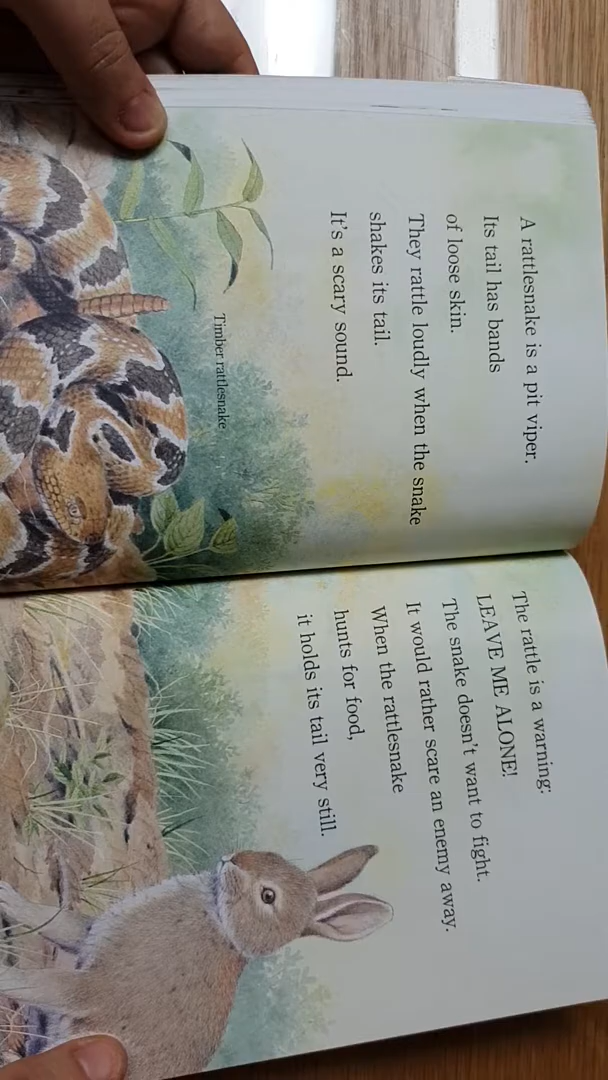 A rattlesnake is a pit viper.
Its tail has bands
of loose skin.
They rattle loudly when the snake
shakes its tail.
It's a scary sound.
Timber rattlesnake
The rattle is a warning:
LEAVE ME ALONE!
The snake doesn't want to fight.
It would rather scare an enemy away.
When the rattlesnake
hunts for food,
it holds its tail very still.